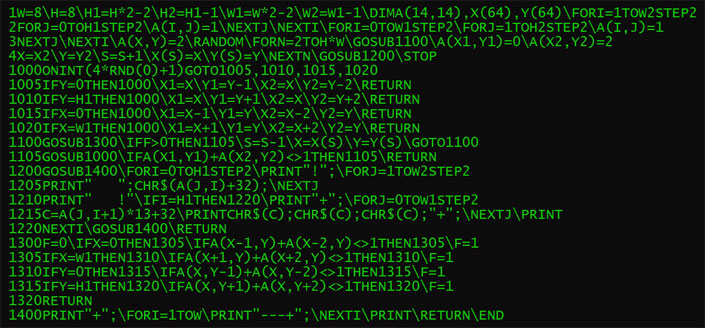 1W=8\H=8\H1=H*2-2\H2=H1-1\W1=W*2-2\W2=W1-1\DIMA(14,14),X(64),Y(64)\FORI=1TOW2STEP2
2FORJ=0TOH1STEP2\A(I,J)=1\NEXTJ\NEXTI\FORI=0TOW1STEP2\FORJ=1TOH2STEP2\A(I,J)=1
3NEXTJ\NEXTI\A(X,Y)=2\RANDOM\FORN=2TOH*W\GOSUB1100\A(X1,Y1)=0\A(X2,Y2)=2
4X=X2\Y=Y2\S=S+1\X(S)=X\Y(S)=Y\NEXTN\GOSUB1200\STOP
1000ONINT(4*RND(0)+1)GOTO1005,1010,1015,1020
1005IFY=0THEN1000\X1=X\Y1=Y-1\X2=X\Y2=Y-2\RETURN
1010IFY=H1THEN1000\X1=X\Y1=Y+1\X2=X\Y2=Y+2\RETURN
1015IFX=0THEN1000\X1=X-1\Y1=Y\X2=X-2\Y2=Y\RETURN
1020IFX=W1THEN1000\X1=X+1\Y1=Y\X2=X+2\Y2=Y\RETURN
1100GOSUB1300\IFF>0THEN1105\S=S-1\X=X(S)\Y=Y(S)\GOTO1100
1105GOSUB1000\IFA(X1,Y1)+A(X2,Y2)<>1THEN1105\RETURN
1200GOSUB1400\FORI=0TOH1STEP2\PRINT"!";\FORJ=1TOW2STEP2
1205PRINT"   ";CHR$(A(J,I)+32);\NEXTJ
1210PRINT"   !"\IFI=H1THEN1220\PRINT"+";\FORJ=0TOW1STEP2
1215C=A(J,I+1)*13+32\PRINTCHR$(C);CHR$(C);CHR$(C);"+";\NEXTJ\PRINT
1220NEXTI\GOSUB1400\RETURN
1300F=0\IFX=0THEN1305\IFA(X-1,Y)+A(X-2,Y)<>1THEN1305\F=1
1305IFX=W1THEN1310\IFA(X+1,Y)+A(X+2,Y)<>1THEN1310\F=1
1310IFY=0THEN1315\IFA(X,Y-1)+A(X,Y-2)<>1THEN1315\F=1
1315IFY=H1THEN1320\IFA(X,Y+1)+A(X,Y+2)<>1THEN1320\F=1
1320RETURN
1400PRINT"+";\FORI=1TOW\PRINT"---+";\NEXTI\PRINT\RETURN\END